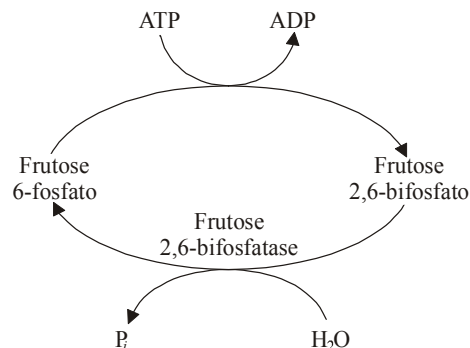 ATP ADP
Frutose
6-fosfato
Frutose
2,6-bifosfato
Frutose
2,6-bifosfatase
Pi H₂O